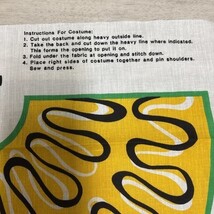 Instructions For Costume:
1. Cut out costume along heavy outside line.
2. Take the back and cut down the heavy line where indicated.
This forms the opening to put it on.
3. Fold under the fabric at opening and stitch down.
4. Place right sides of costume together and pin shoulders.
Sew and press.